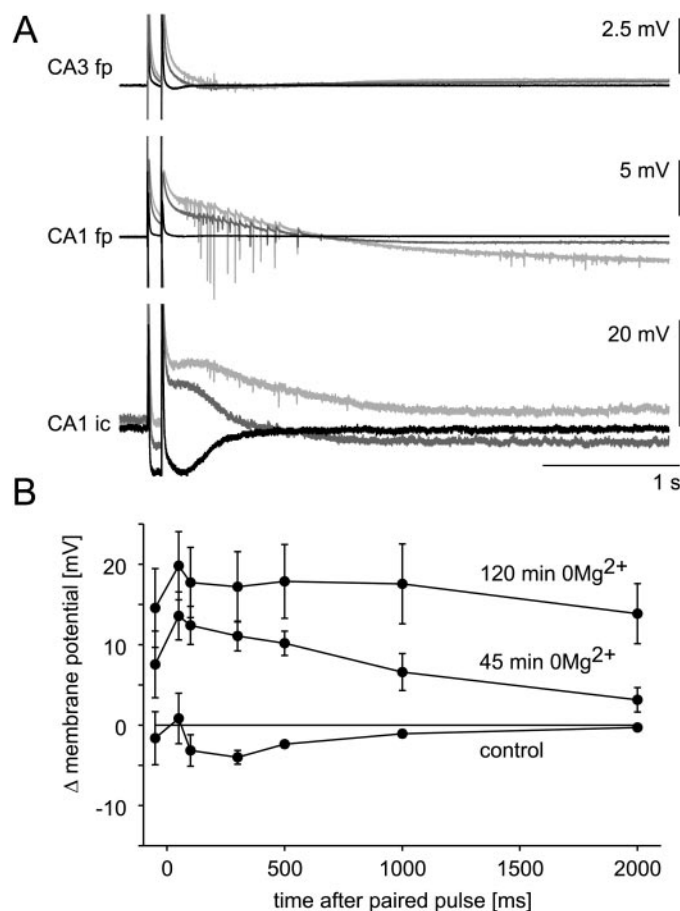 A
2.5 mV
CA3 fp
5 mV
CA1 fp
20 mV
CA1 ic
1 s
B
20
10
0
-10
Δ membrane potential [mV]
120 min 0Mg²⁺
45 min 0Mg²⁺
control
0
500
1000
1500
2000
time after paired pulse [ms]